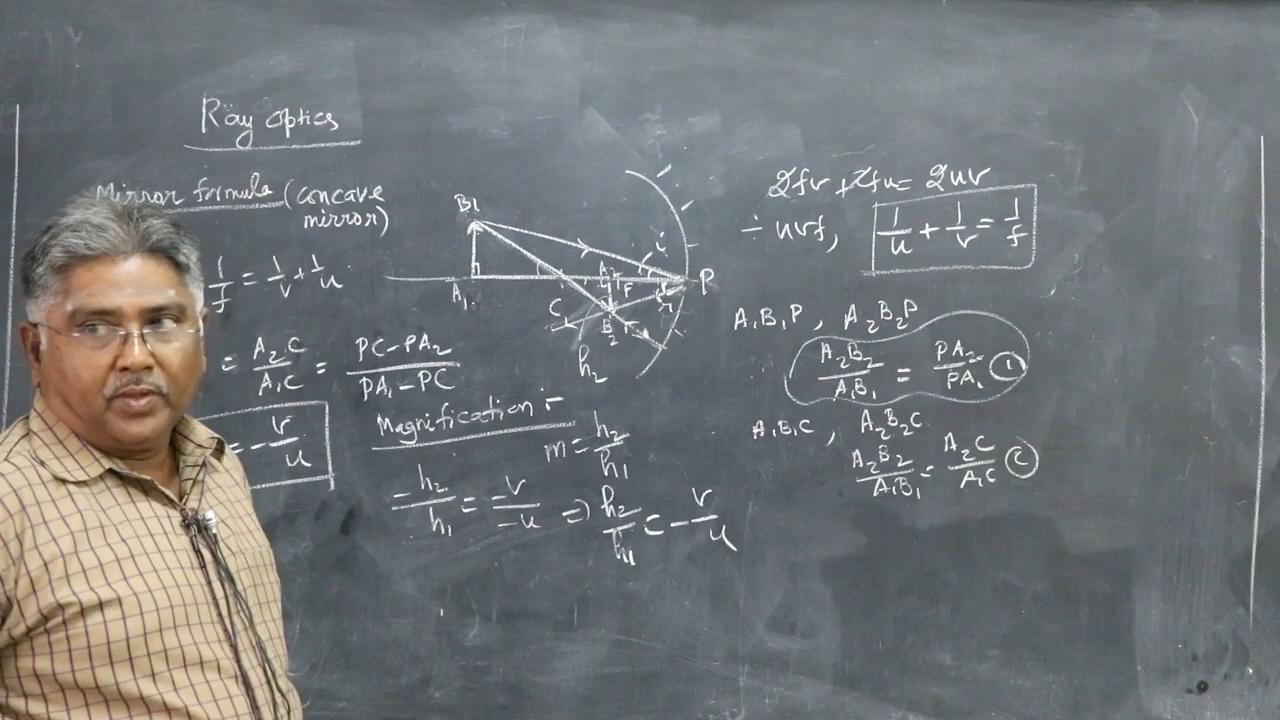 Ray optics
Mirror formula (concave
mirror)
1/f = 1/v + 1/u
= A₂C/A₁C = PC-PA₂/PA₁-PC
= -v/u
Magnification :-
m = h₂/h₁
-h₂/h₁ = -v/-u => h₂/h₁ = -v/u
B₁
A₁
C
A₂
F
B₂
i
r
P
h₂
2fv + 2fu = 2uv
÷ uvf, 1/u + 1/v = 1/f
A₁B₁P, A₂B₂P
A₂B₂/A₁B₁ = PA₂/PA₁ ①
A₁B₁C, A₂B₂C
A₂B₂/A₁B₁ = A₂C/A₁C ②